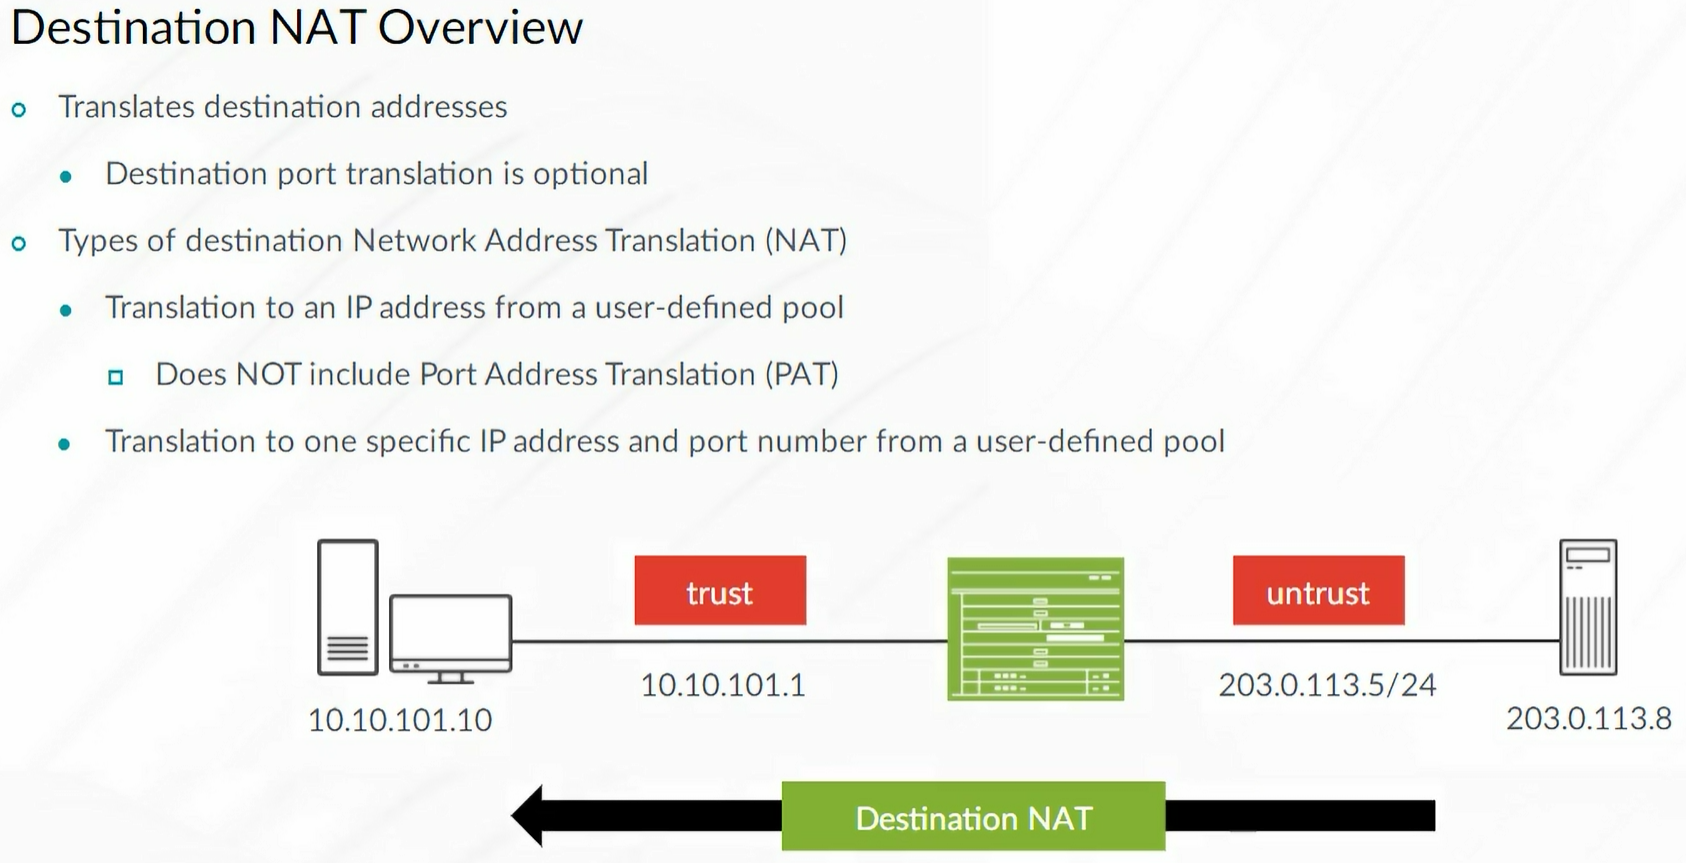 Destination NAT Overview
Translates destination addresses
Destination port translation is optional
Types of destination Network Address Translation (NAT)
Translation to an IP address from a user-defined pool
Does NOT include Port Address Translation (PAT)
Translation to one specific IP address and port number from a user-defined pool
trust
untrust
10.10.101.1
203.0.113.5/24
10.10.101.10
203.0.113.8
Destination NAT